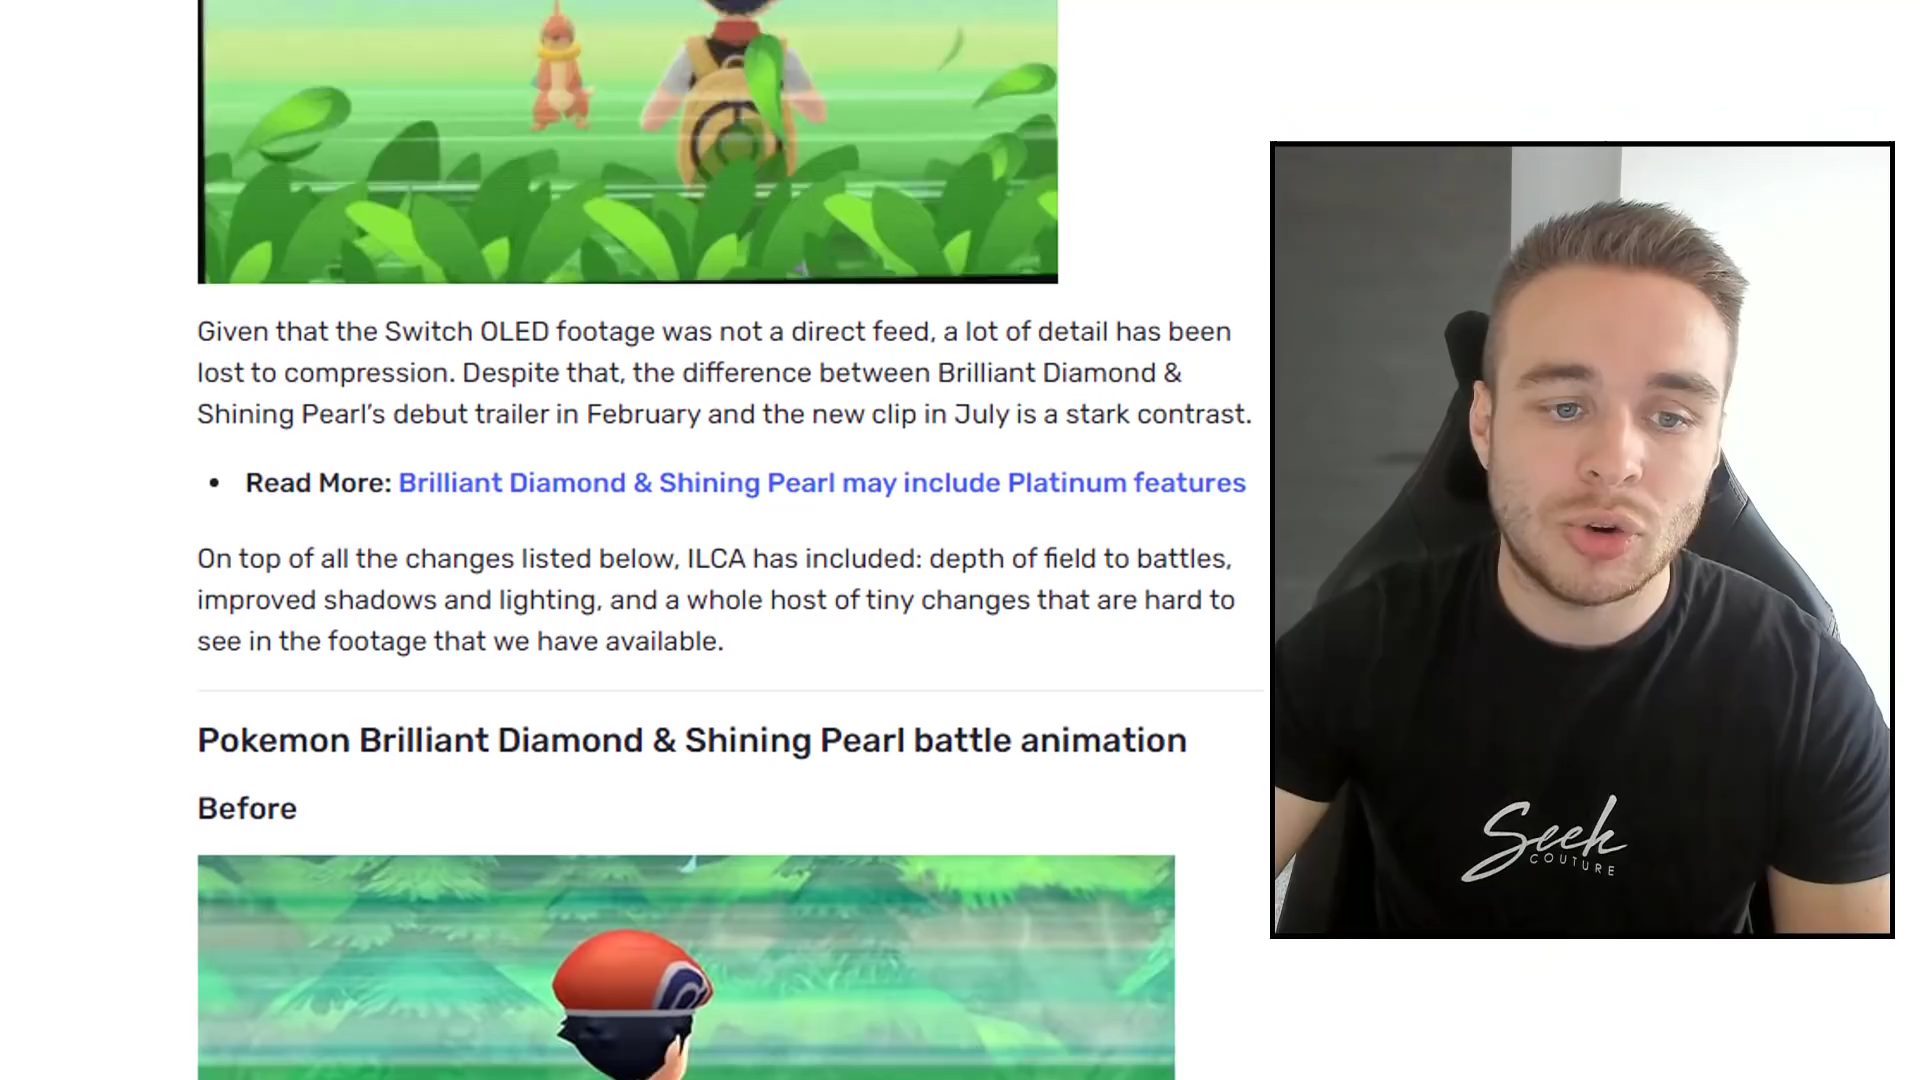 Given that the Switch OLED footage was not a direct feed, a lot of detail has been
lost to compression. Despite that, the difference between Brilliant Diamond &
Shining Pearl’s debut trailer in February and the new clip in July is a stark contrast.
• Read More: Brilliant Diamond & Shining Pearl may include Platinum features
On top of all the changes listed below, ILCA has included: depth of field to battles,
improved shadows and lighting, and a whole host of tiny changes that are hard to
see in the footage that we have available.
Pokemon Brilliant Diamond & Shining Pearl battle animation
Before
Seek
COUTURE